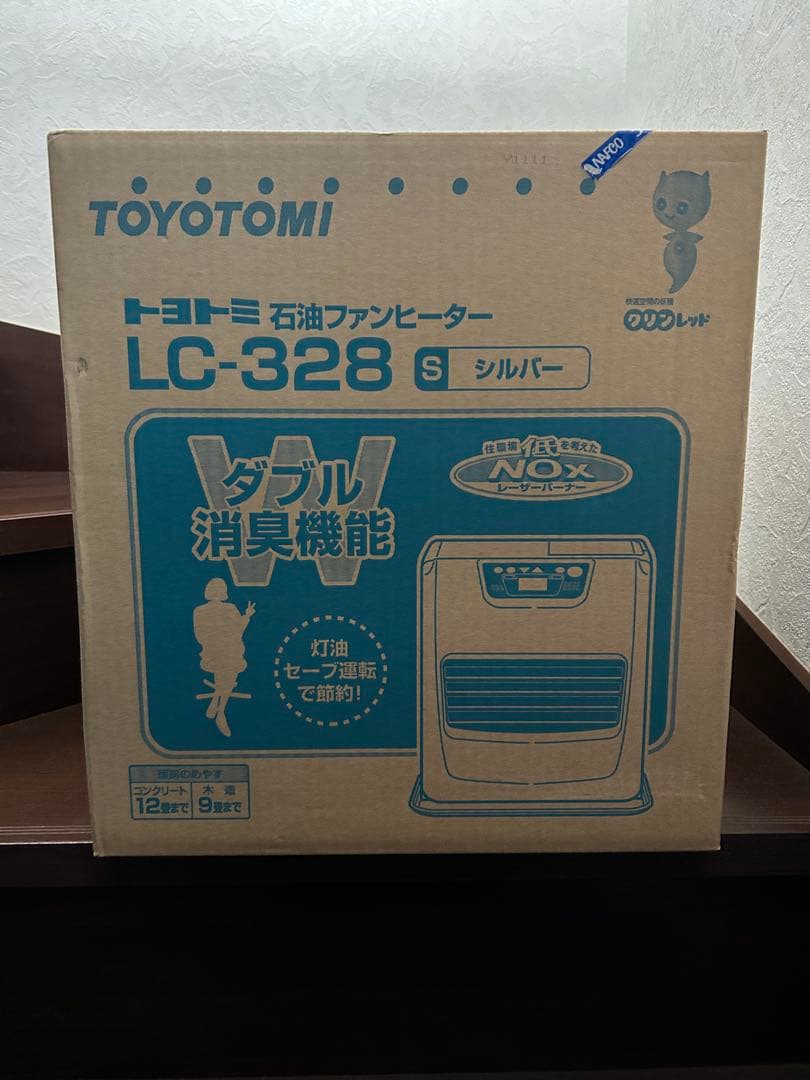 NAFCO
TOYOTOMI
快適空間の妖精
クリンレッド
トヨトミ 石油ファンヒーター
LC-328 S シルバー
W
ダブル
消臭機能
住環境を考えた
低
NOx
レーザーバーナー
灯油
セーブ運転
で節約!
暖房のめやす
コンクリート 木造
12畳まで 9畳まで